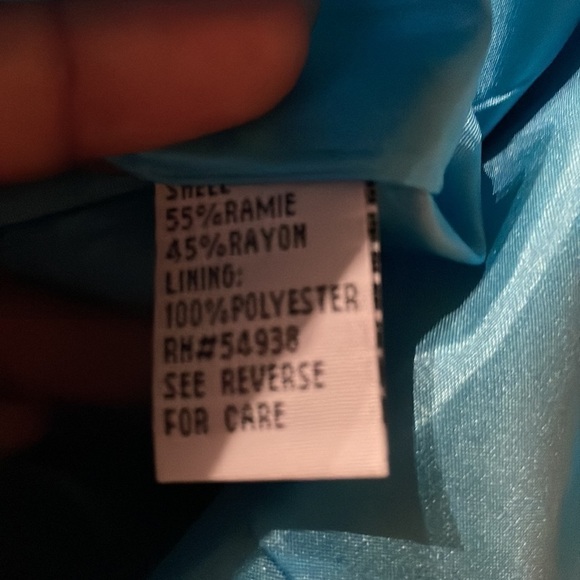 SHELL
55%RAMIE
45%RAYON
LINING:
100%POLYESTER
RN#54938
SEE REVERSE
FOR CARE